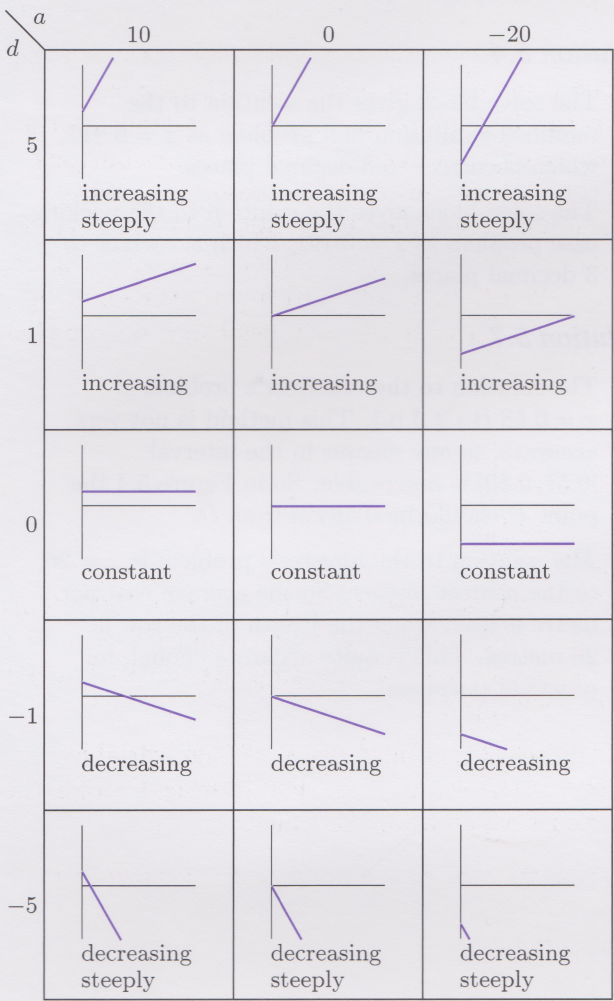 a
d
10 0 −20
5
increasing steeply
increasing steeply
increasing steeply
1
increasing
increasing
increasing
0
constant
constant
constant
−1
decreasing
decreasing
decreasing
−5
decreasing steeply
decreasing steeply
decreasing steeply